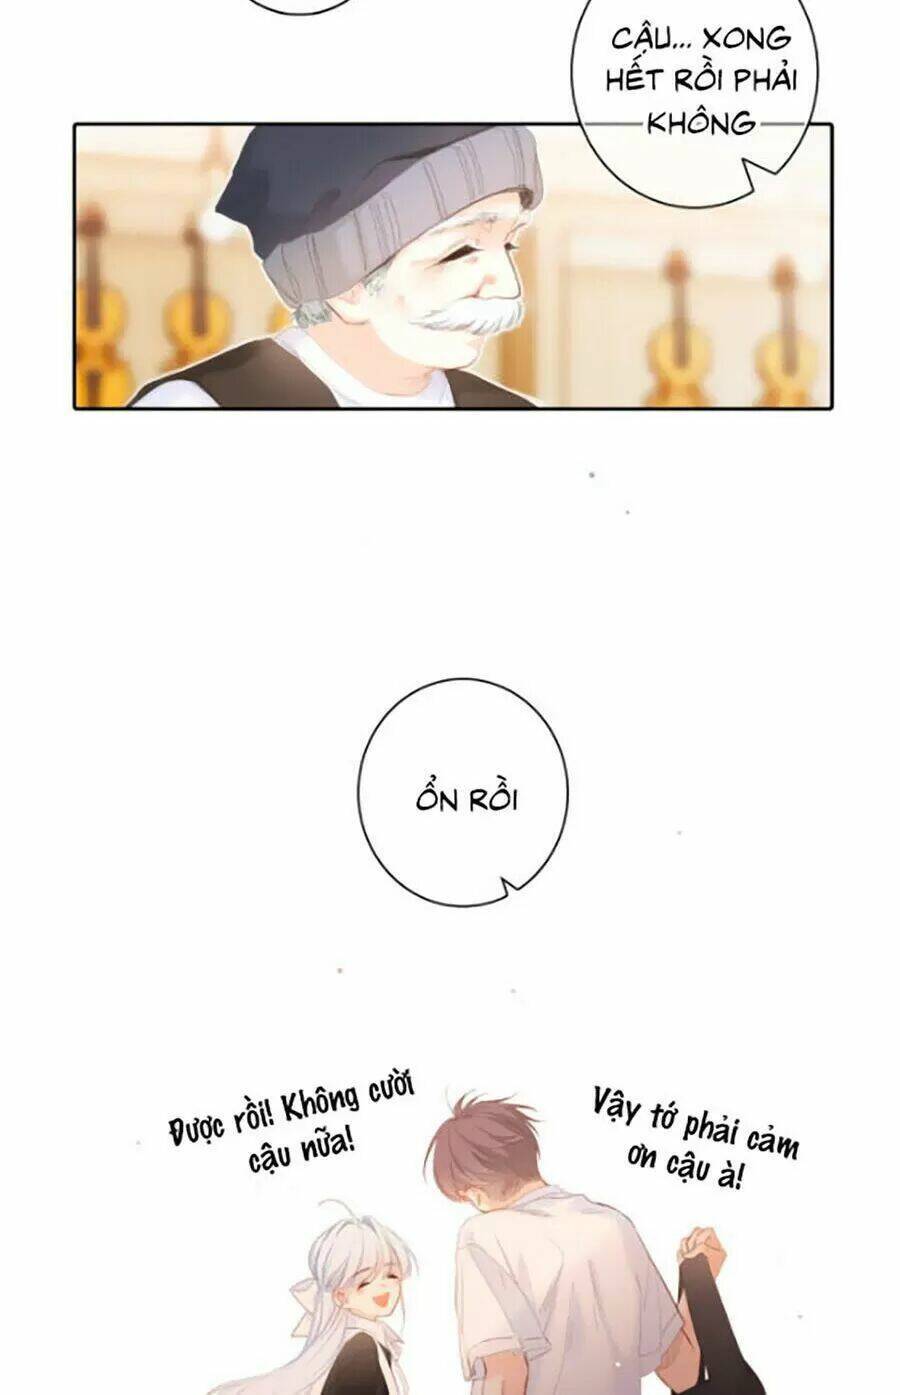 CẬU... XONG
HẾT RỒI PHẢI
KHÔNG
ỔN RỒI
Được rồi! Không cười
cậu nữa!
Vậy tớ phải cảm
ơn cậu à!